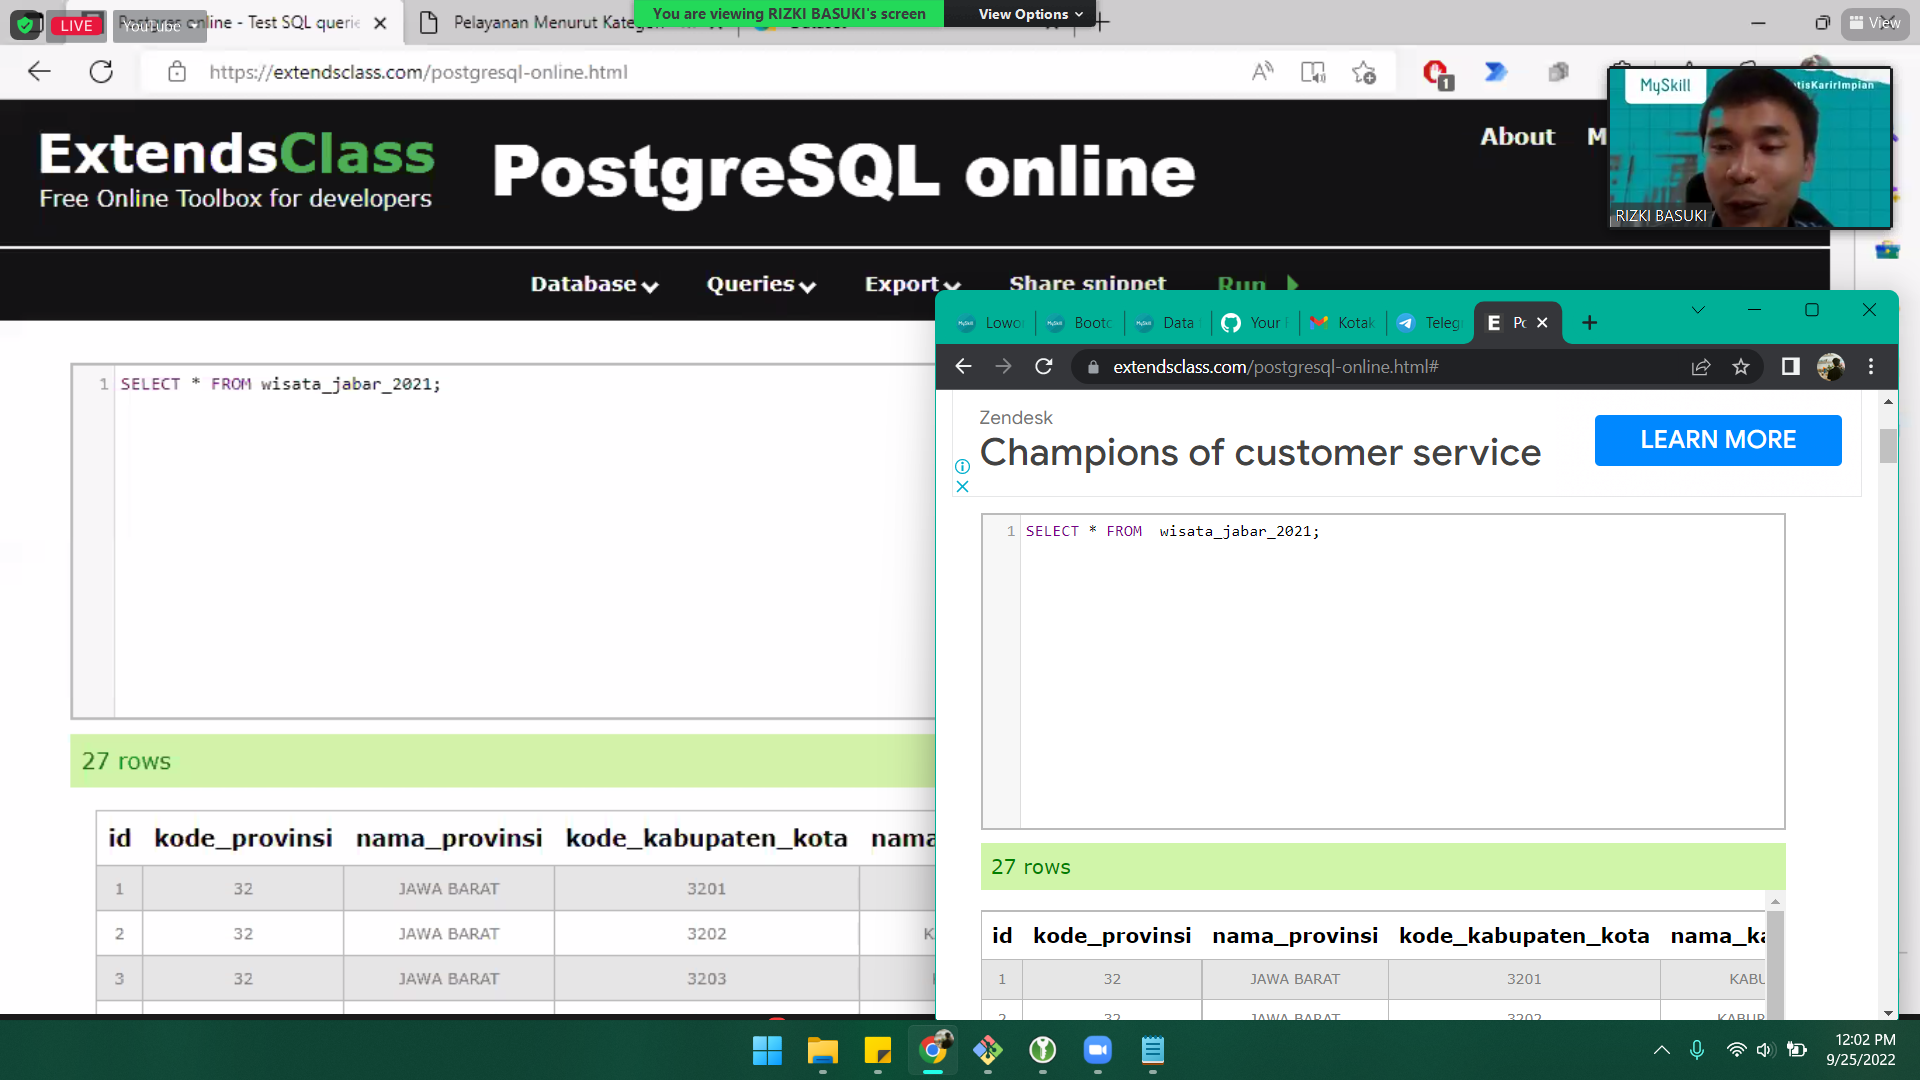 LIVE
YouTube
Postgres online - Test SQL querie
Pelayanan Menurut Kateg
You are viewing RIZKI BASUKI's screen
View Options
View
https://extendsclass.com/postgresql-online.html
1
ExtendsClass
Free Online Toolbox for developers
PostgreSQL online
About
M
MySkill
tisKarirImpian
RIZKI BASUKI
Database
Queries
Export
Share snippet
Run
1 SELECT * FROM wisata_jabar_2021;
27 rows
id kode_provinsi nama_provinsi kode_kabupaten_kota nama
1 32 JAWA BARAT 3201
2 32 JAWA BARAT 3202 K
3 32 JAWA BARAT 3203
Lowo
Bootc
Data
Your
Kotak
Teleg
E Po
extendsclass.com/postgresql-online.html#
Zendesk
Champions of customer service
LEARN MORE
1 SELECT * FROM  wisata_jabar_2021;
27 rows
id kode_provinsi nama_provinsi kode_kabupaten_kota nama_ka
1 32 JAWA BARAT 3201 KABU
2 32 JAWA BARAT 3202 KABUP
12:02 PM
9/25/2022